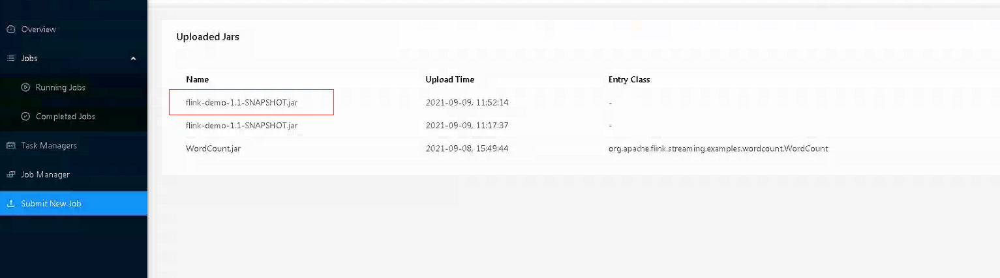 Overview
Jobs
Running Jobs
Completed Jobs
Task Managers
Job Manager
Submit New Job
Uploaded Jars
Name Upload Time Entry Class
flink-demo-1.1-SNAPSHOT.jar 2021-09-09, 11:52:14 -
flink-demo-1.1-SNAPSHOT.jar 2021-09-09, 11:17:37 -
WordCount.jar 2021-09-08, 15:49:44 org.apache.flink.streaming.examples.wordcount.WordCount